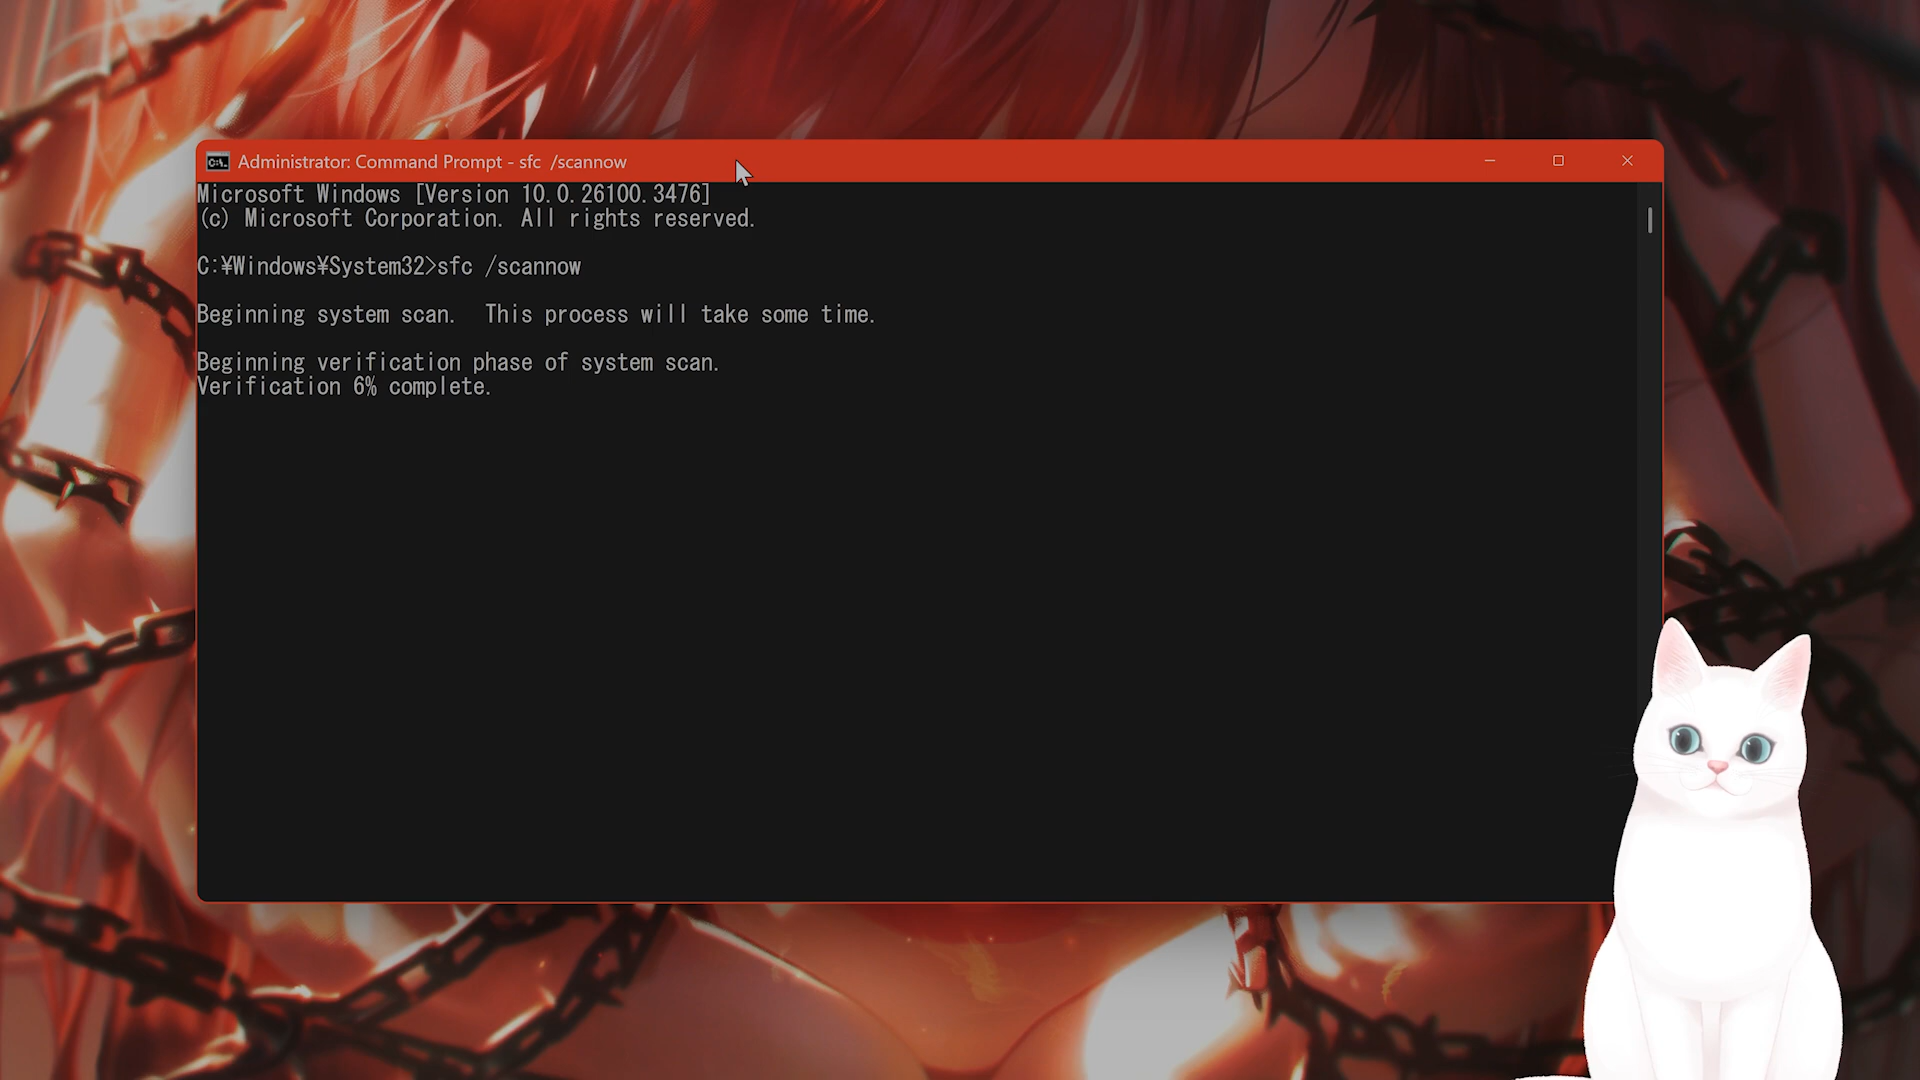 Administrator: Command Prompt - sfc  /scannow
Microsoft Windows [Version 10.0.26100.3476]
(c) Microsoft Corporation. All rights reserved.
C:¥Windows¥System32>sfc /scannow
Beginning system scan.  This process will take some time.
Beginning verification phase of system scan.
Verification 6% complete.